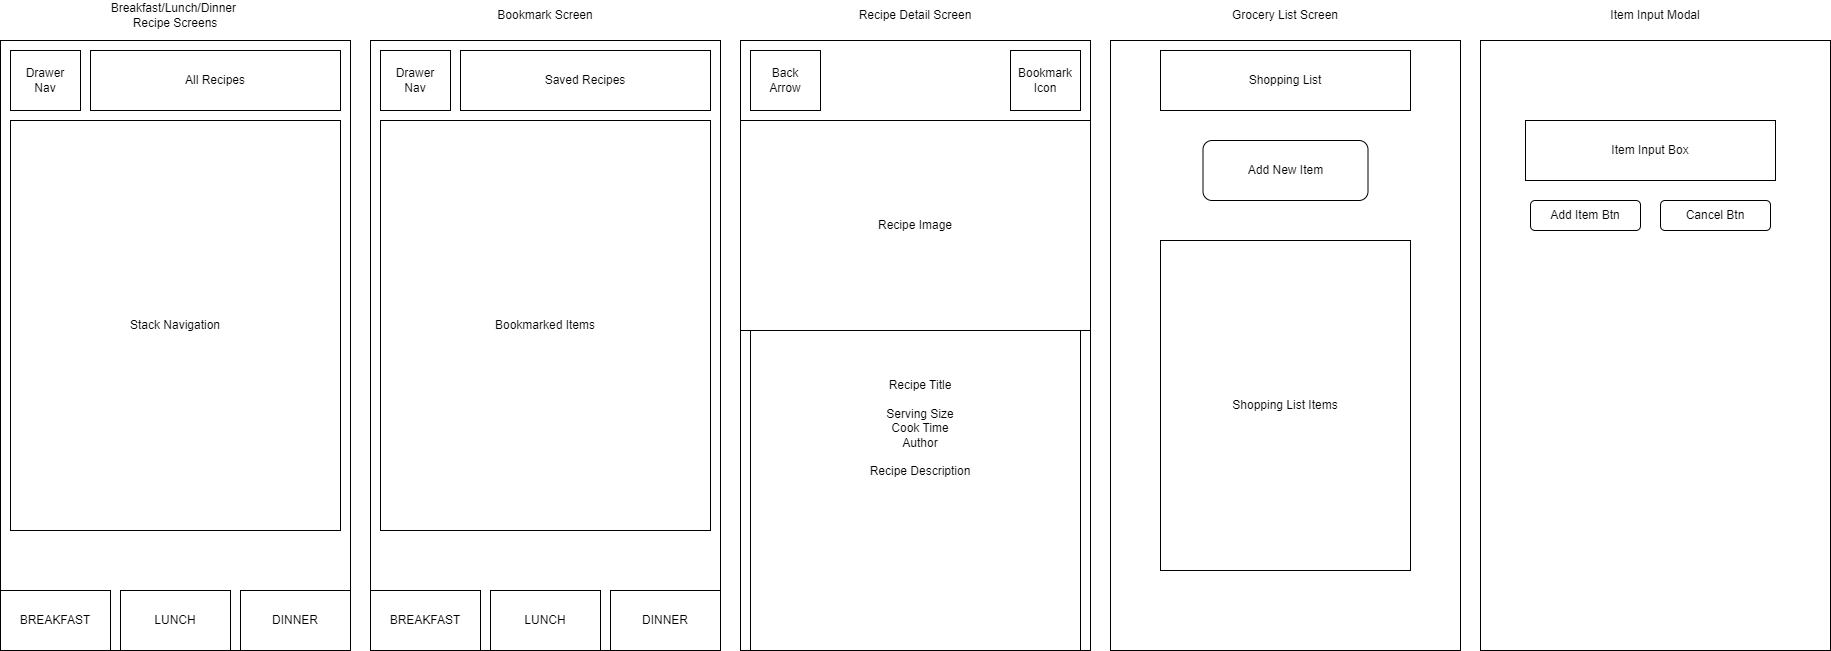 Breakfast/Lunch/Dinner
Recipe Screens
Drawer
Nav
All Recipes
Stack Navigation
BREAKFAST
LUNCH
DINNER
Bookmark Screen
Drawer
Nav
Saved Recipes
Bookmarked Items
BREAKFAST
LUNCH
DINNER
Recipe Detail Screen
Back
Arrow
Bookmark
Icon
Recipe Image
Recipe Title
Serving Size
Cook Time
Author
Recipe Description
Grocery List Screen
Shopping List
Add New Item
Shopping List Items
Item Input Modal
Item Input Box
Add Item Btn
Cancel Btn